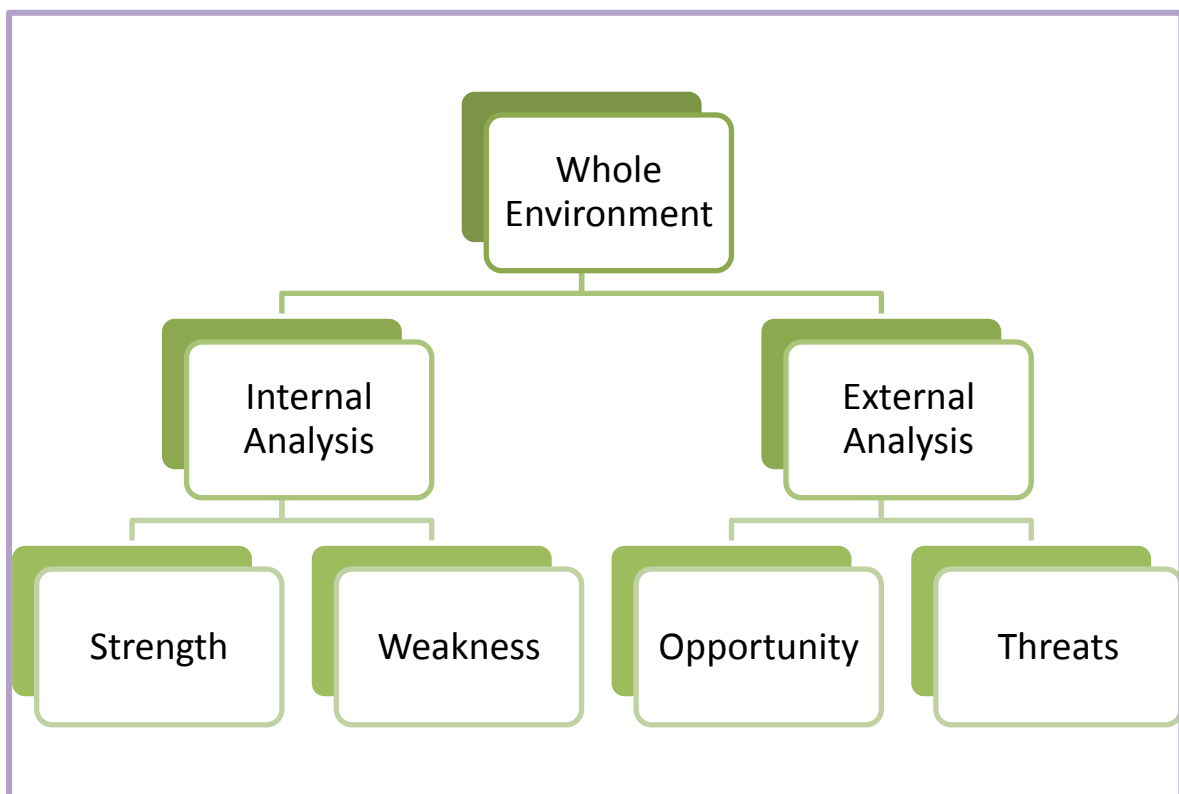 Whole
Environment
Internal
Analysis
External
Analysis
Strength
Weakness
Opportunity
Threats